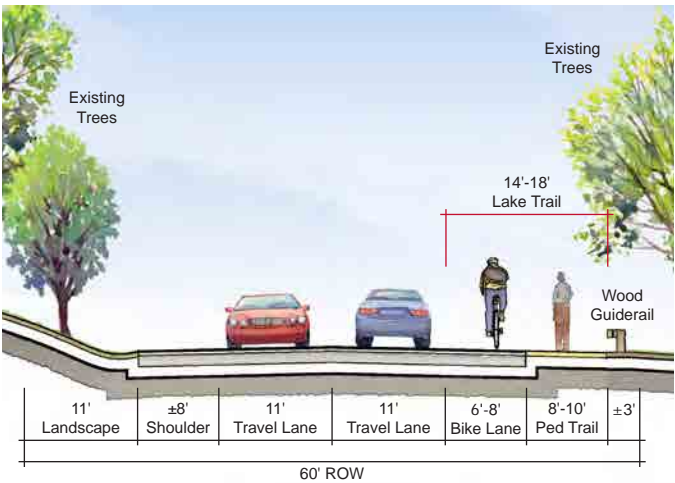 Existing
Trees
Existing
Trees
14'-18'
Lake Trail
Wood
Guiderail
11'
Landscape
±8'
Shoulder
11'
Travel Lane
11'
Travel Lane
6'-8'
Bike Lane
8'-10'
Ped Trail
±3'
60' ROW